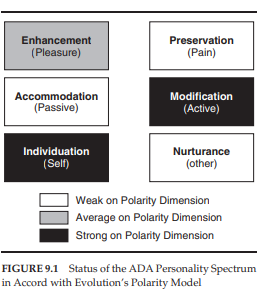 Enhancement
(Pleasure)
Preservation
(Pain)
Accommodation
(Passive)
Modification
(Active)
Individuation
(Self)
Nurturance
(other)
Weak on Polarity Dimension
Average on Polarity Dimension
Strong on Polarity Dimension
FIGURE 9.1 Status of the ADA Personality Spectrum
in Accord with Evolution's Polarity Model